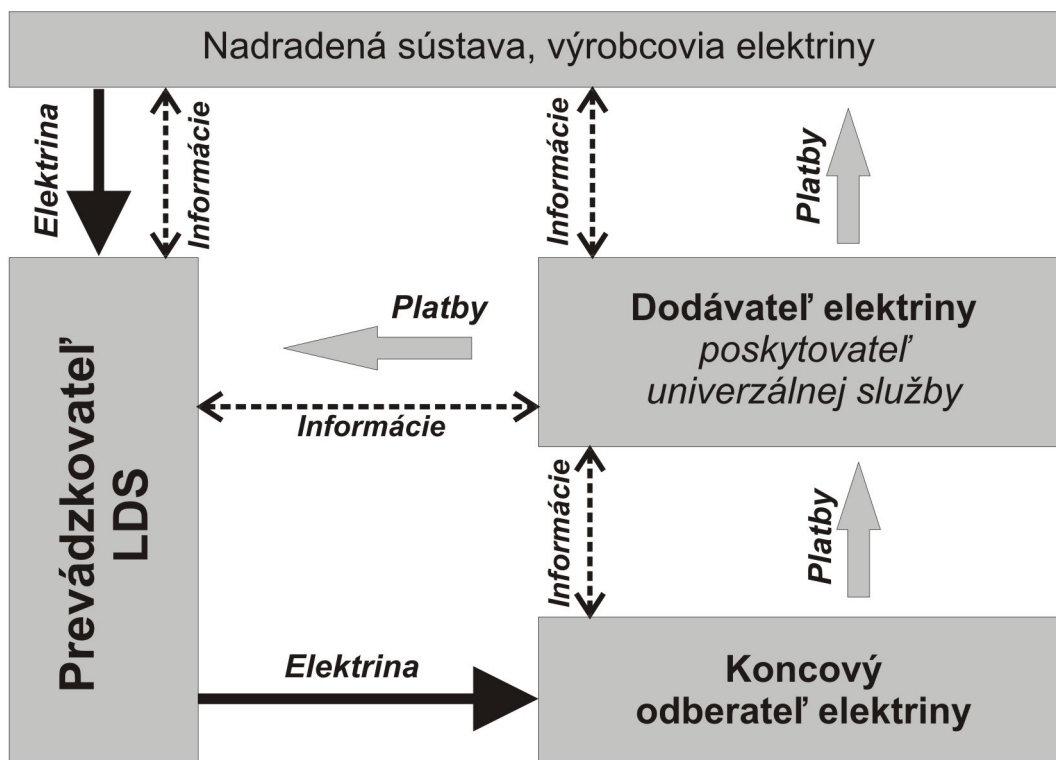 Nadradená sústava, výrobcovia elektriny
Elektrina
Informácie
Informácie
Platby
Prevádzkovateľ
LDS
Platby
Informácie
Dodávateľ elektriny
poskytovateľ
univerzálnej služby
Informácie
Platby
Elektrina
Koncový
odberateľ elektriny